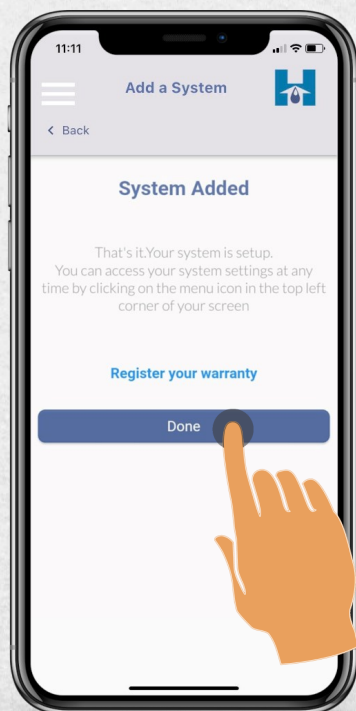 11:11
Add a System
Back
System Added
That's it.Your system is setup.
You can access your system settings at any
time by clicking on the menu icon in the top left
corner of your screen
Register your warranty
Done